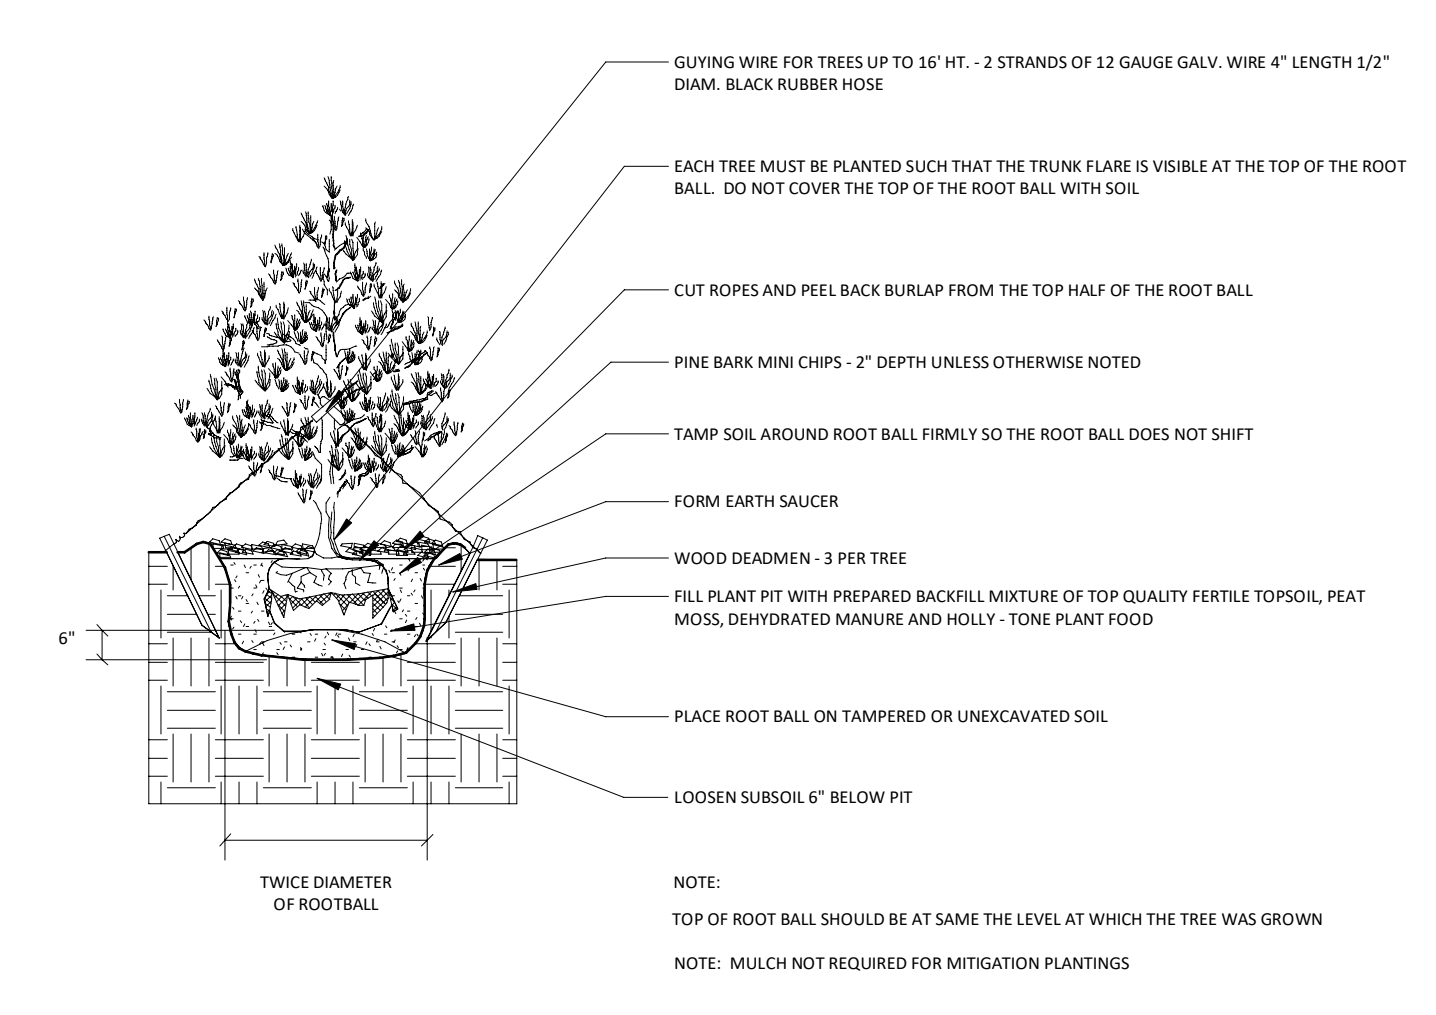 GUYING WIRE FOR TREES UP TO 16' HT. - 2 STRANDS OF 12 GAUGE GALV. WIRE 4" LENGTH 1/2"
DIAM. BLACK RUBBER HOSE
EACH TREE MUST BE PLANTED SUCH THAT THE TRUNK FLARE IS VISIBLE AT THE TOP OF THE ROOT
BALL. DO NOT COVER THE TOP OF THE ROOT BALL WITH SOIL
CUT ROPES AND PEEL BACK BURLAP FROM THE TOP HALF OF THE ROOT BALL
PINE BARK MINI CHIPS - 2" DEPTH UNLESS OTHERWISE NOTED
TAMP SOIL AROUND ROOT BALL FIRMLY SO THE ROOT BALL DOES NOT SHIFT
FORM EARTH SAUCER
WOOD DEADMEN - 3 PER TREE
FILL PLANT PIT WITH PREPARED BACKFILL MIXTURE OF TOP QUALITY FERTILE TOPSOIL, PEAT
MOSS, DEHYDRATED MANURE AND HOLLY - TONE PLANT FOOD
6"
PLACE ROOT BALL ON TAMPERED OR UNEXCAVATED SOIL
LOOSEN SUBSOIL 6" BELOW PIT
TWICE DIAMETER
OF ROOTBALL
NOTE:
TOP OF ROOT BALL SHOULD BE AT SAME THE LEVEL AT WHICH THE TREE WAS GROWN
NOTE: MULCH NOT REQUIRED FOR MITIGATION PLANTINGS